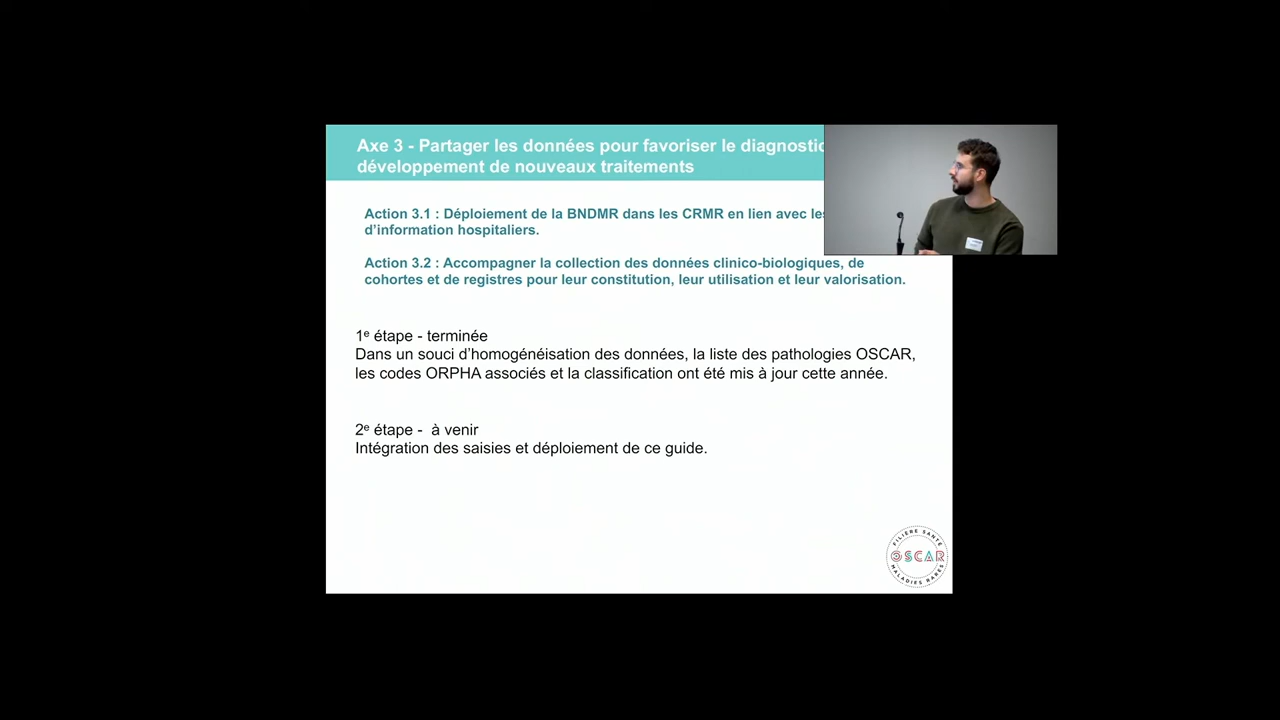 Axe 3 - Partager les données pour favoriser le diagnostic
développement de nouveaux traitements
Action 3.1 : Déploiement de la BNDMR dans les CRMR en lien avec les
d’information hospitaliers.
Action 3.2 : Accompagner la collection des données clinico-biologiques, de
cohortes et de registres pour leur constitution, leur utilisation et leur valorisation.
1e étape - terminée
Dans un souci d’homogénéisation des données, la liste des pathologies OSCAR,
les codes ORPHA associés et la classification ont été mis à jour cette année.
2e étape - à venir
Intégration des saisies et déploiement de ce guide.
FILIÈRE SANTÉ
OSCAR
MALADIES RARES